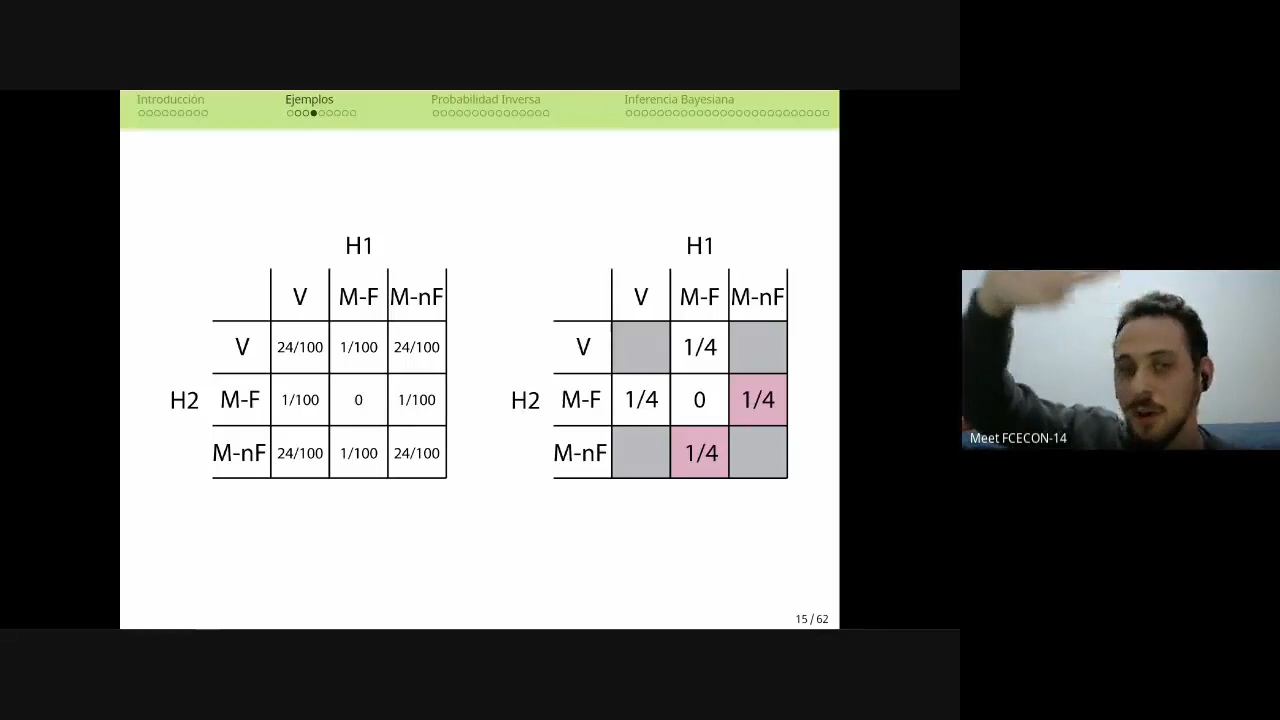 Introducción Ejemplos Probabilidad Inversa Inferencia Bayesiana
H1
V M-F M-nF
V 24/100 1/100 24/100
H2 M-F 1/100 0 1/100
M-nF 24/100 1/100 24/100
H1
V M-F M-nF
V 1/4
H2 M-F 1/4 0 1/4
M-nF 1/4
15 / 62
Meet FCECON-14